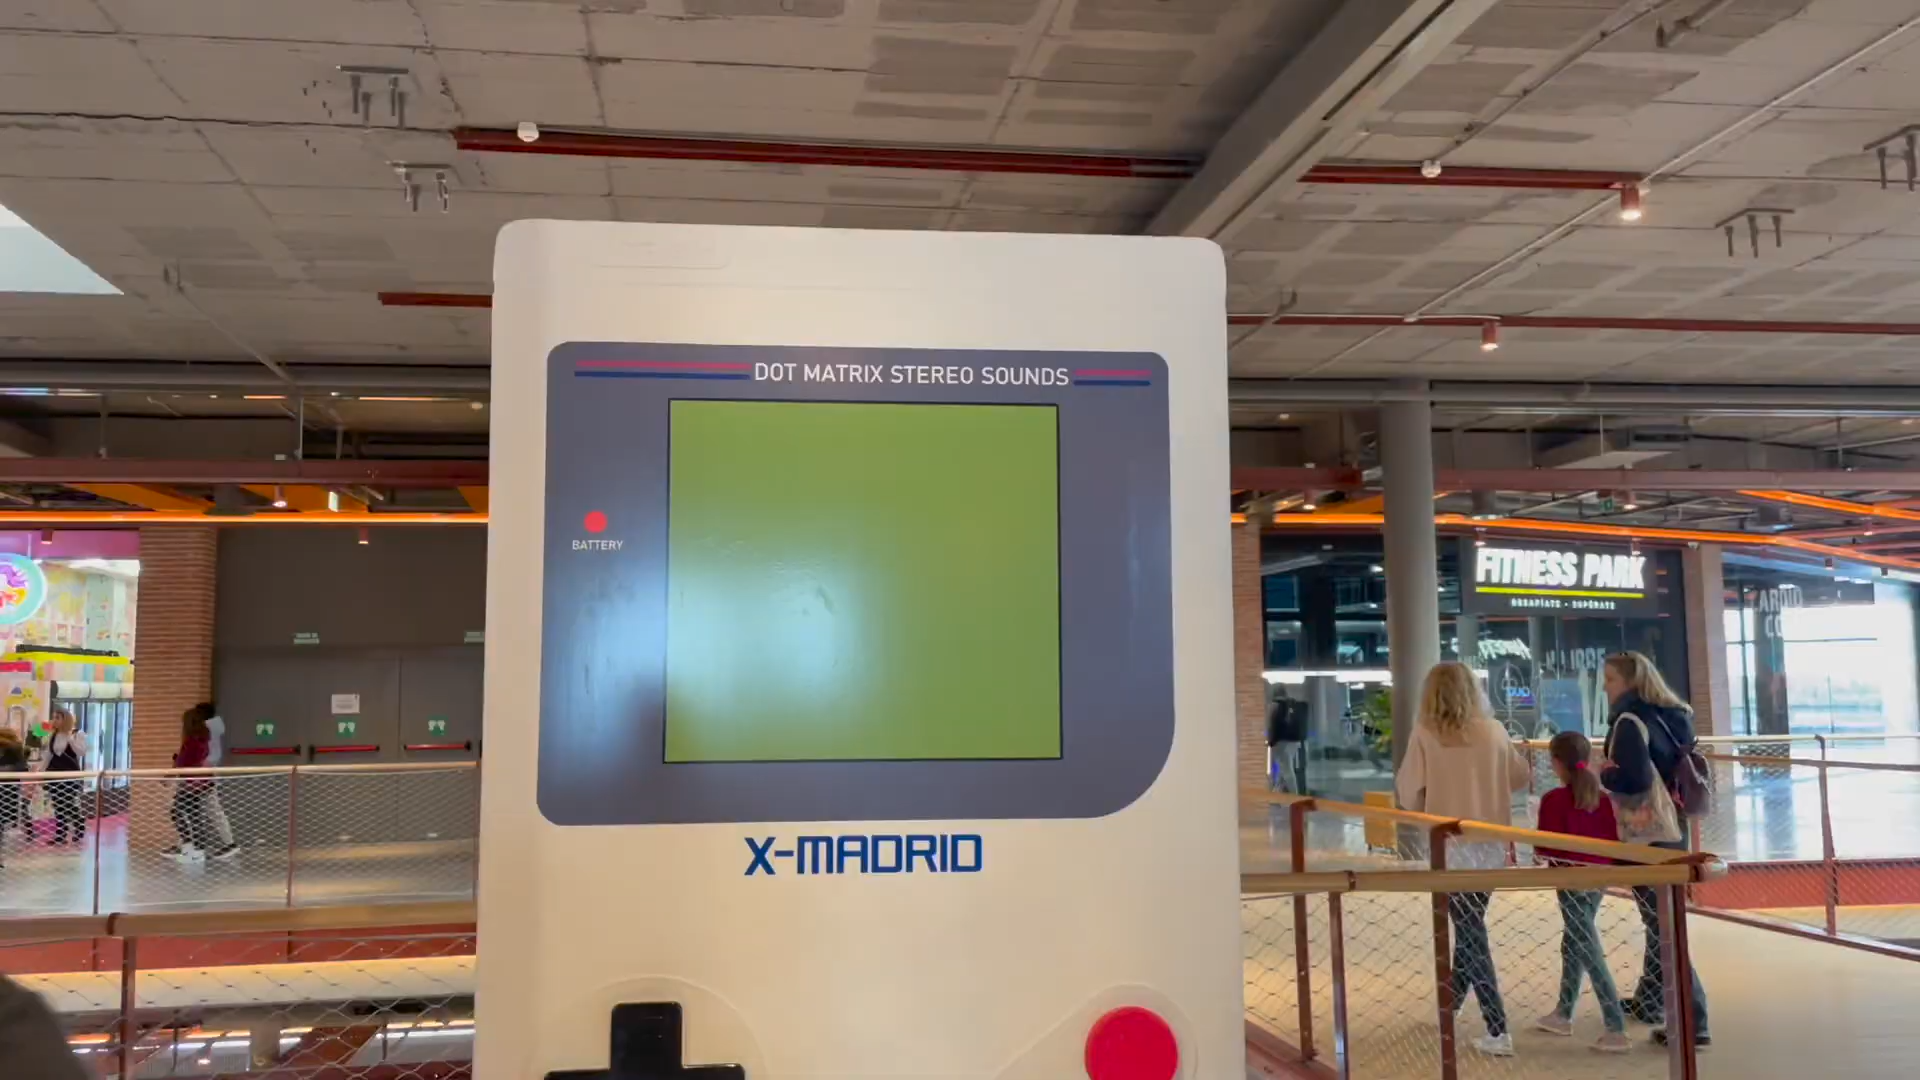 DOT MATRIX STEREO SOUNDS
BATTERY
X-MADRID
FITNESS PARK